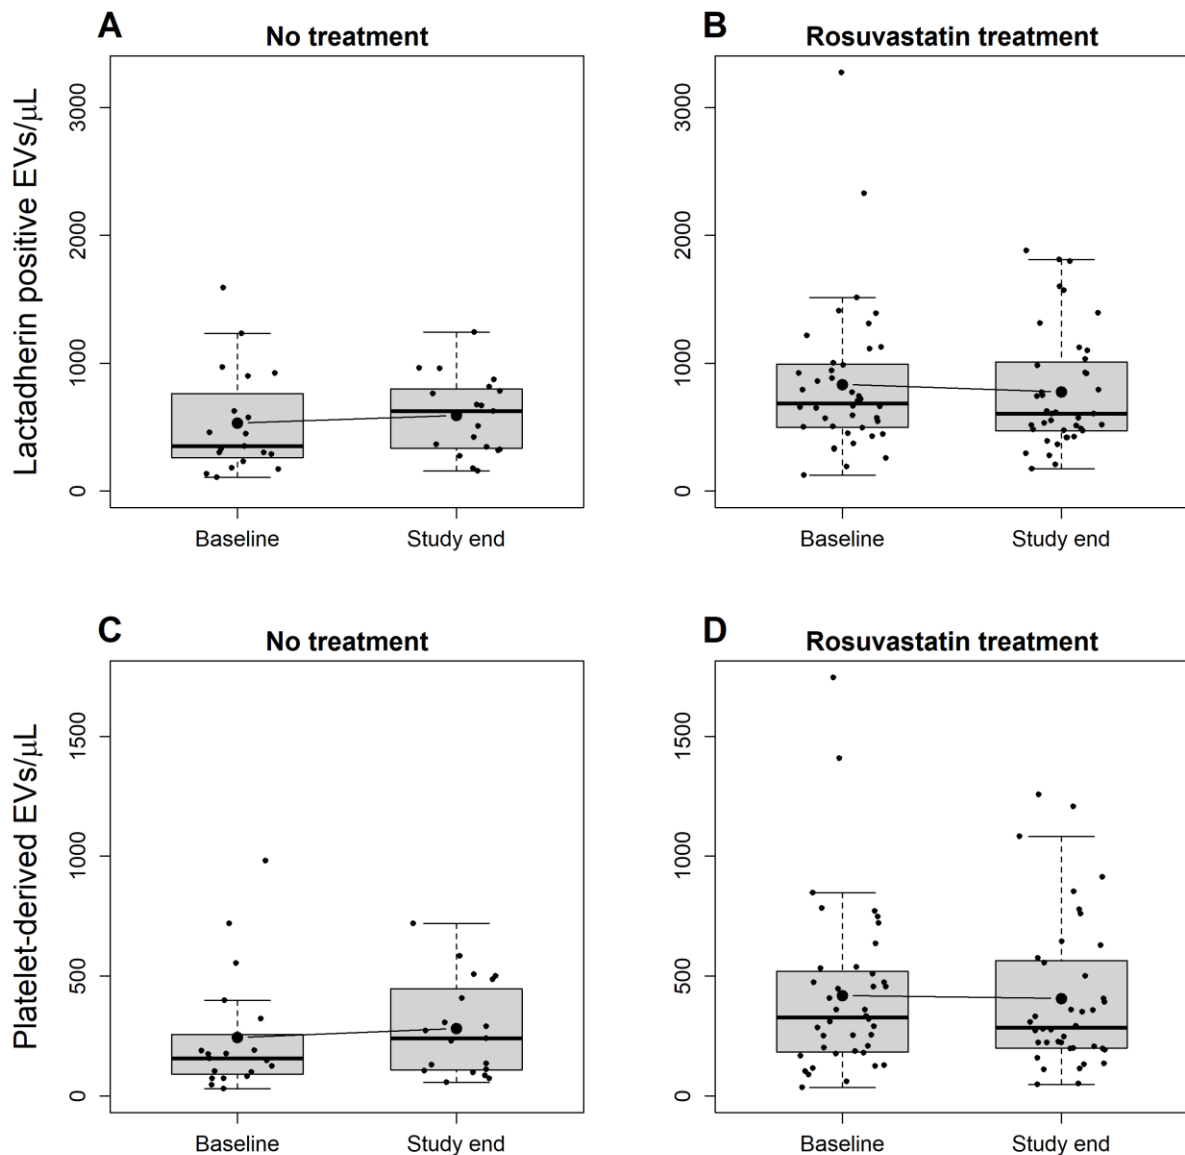 A
No treatment
B
Rosuvastatin treatment
Lactadherin positive EVs/μL
0
1000
2000
3000
Baseline
Study end
0
1000
2000
3000
Baseline
Study end
C
No treatment
D
Rosuvastatin treatment
Platelet-derived EVs/μL
0
500
1000
1500
Baseline
Study end
0
500
1000
1500
Baseline
Study end